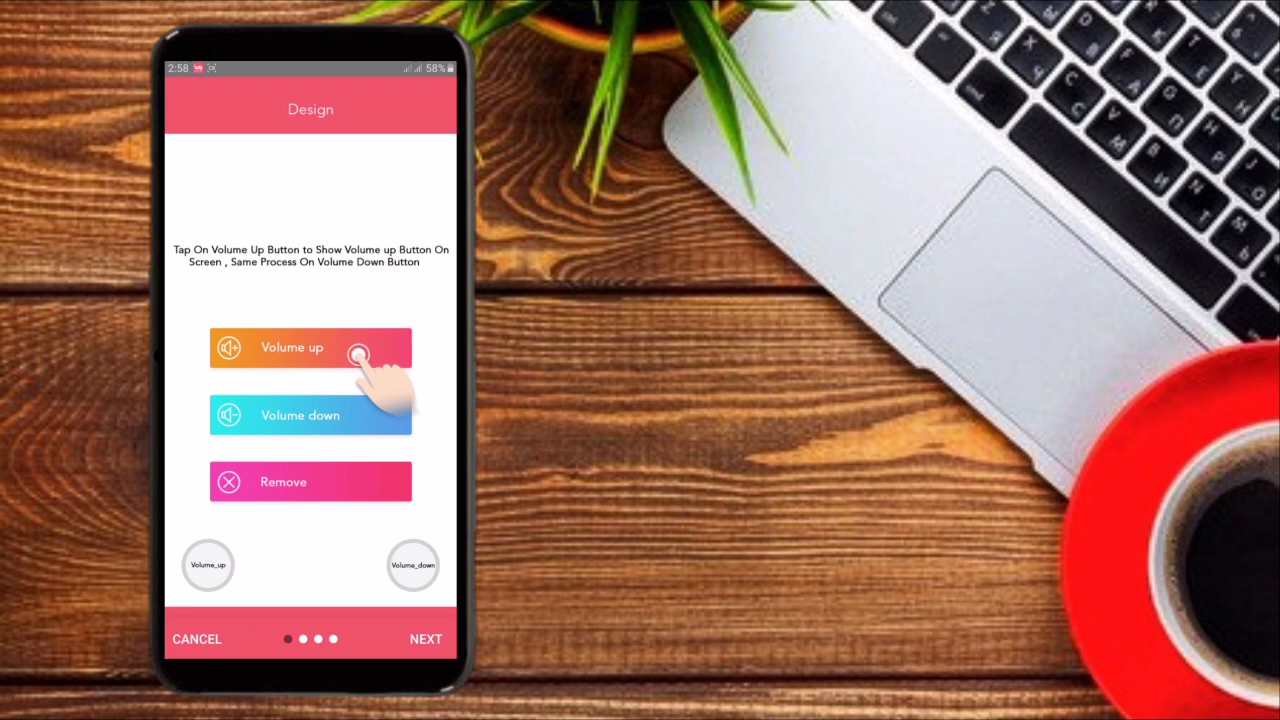 2:58
58%
Design
Tap On Volume Up Button to Show Volume up Button On
Screen , Same Process On Volume Down Button
Volume up
Volume down
Remove
Volume_up
Volume_down
CANCEL
NEXT